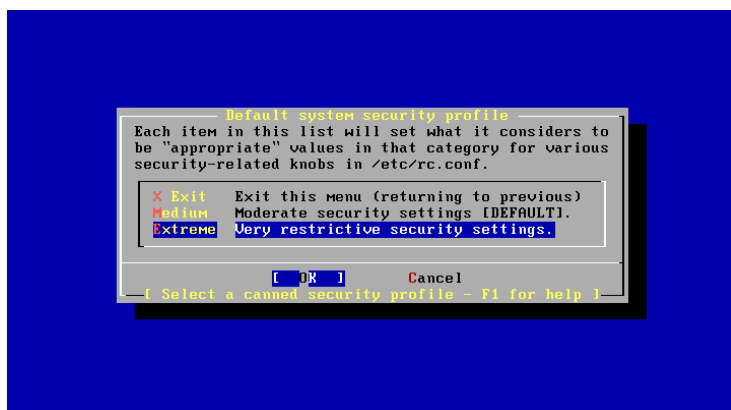 Default system security profile
Each item in this list will set what it considers to
be "appropriate" values in that category for various
security-related knobs in /etc/rc.conf.
X Exit Exit this menu (returning to previous)
Medium Moderate security settings [DEFAULT].
Extreme Very restrictive security settings.
[ OK ] Cancel
[ Select a canned security profile - F1 for help ]